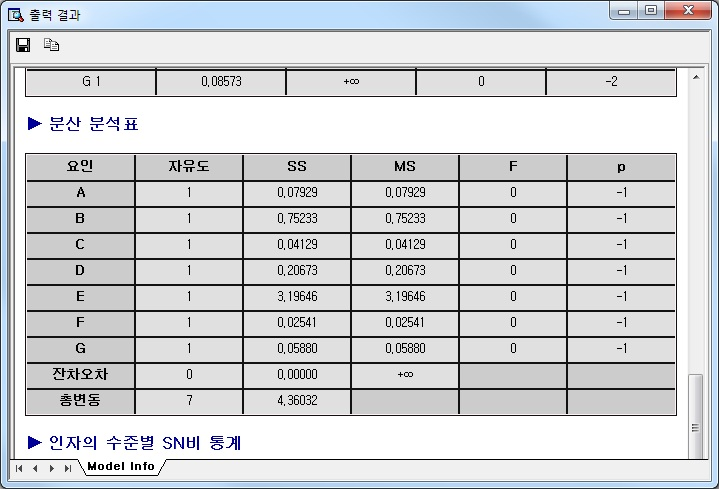 출력 결과
G 1 0,08573 +∞ 0 -2
▶ 분산 분석표
요인 자유도 SS MS F p
A 1 0,07929 0,07929 0 -1
B 1 0,75233 0,75233 0 -1
C 1 0,04129 0,04129 0 -1
D 1 0,20673 0,20673 0 -1
E 1 3,19646 3,19646 0 -1
F 1 0,02541 0,02541 0 -1
G 1 0,05880 0,05880 0 -1
잔차오차 0 0,00000 +∞
총변동 7 4,36032
▶ 인자의 수준별 SN비 통계
Model Info